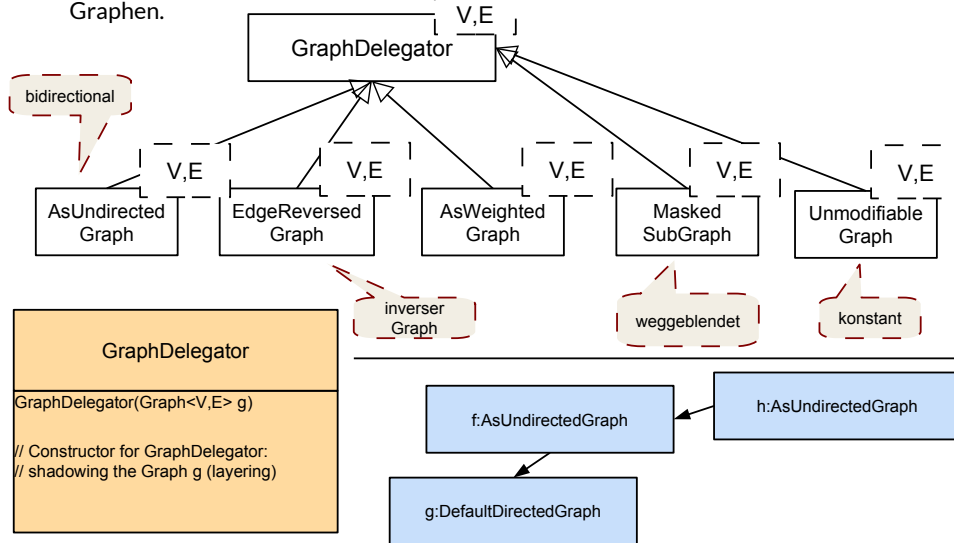 Graphen.
V,E
GraphDelegator
bidirectional
V,E
V,E
V,E
V,E
V,E
AsUndirected
Graph
EdgeReversed
Graph
AsWeighted
Graph
Masked
SubGraph
Unmodifiable
Graph
inverser
Graph
weggeblendet
konstant
GraphDelegator
GraphDelegator(Graph<V,E> g)
// Constructor for GraphDelegator:
// shadowing the Graph g (layering)
f:AsUndirectedGraph
h:AsUndirectedGraph
g:DefaultDirectedGraph